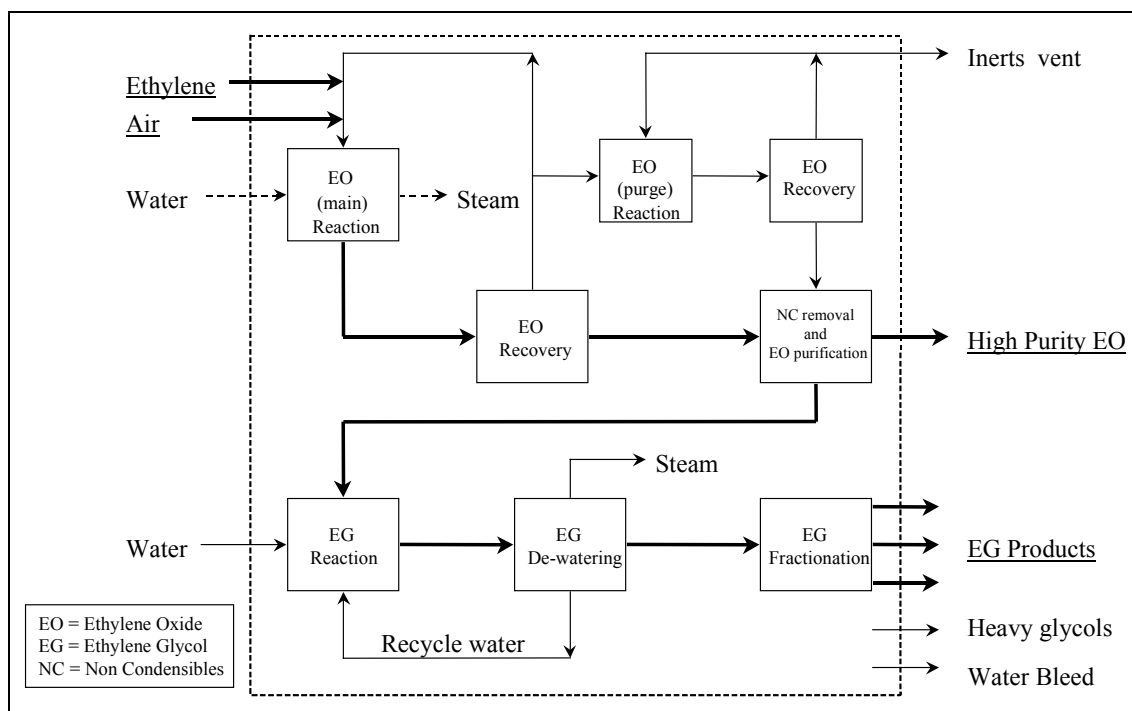 Ethylene
Air
Water
EO
(main)
Reaction
Steam
EO
(purge)
Reaction
EO
Recovery
Inerts vent
EO
Recovery
NC removal
and
EO purification
High Purity EO
Steam
Water
EG
Reaction
EG
De-watering
EG
Fractionation
EG Products
Recycle water
Heavy glycols
Water Bleed
EO = Ethylene Oxide
EG = Ethylene Glycol
NC = Non Condensibles